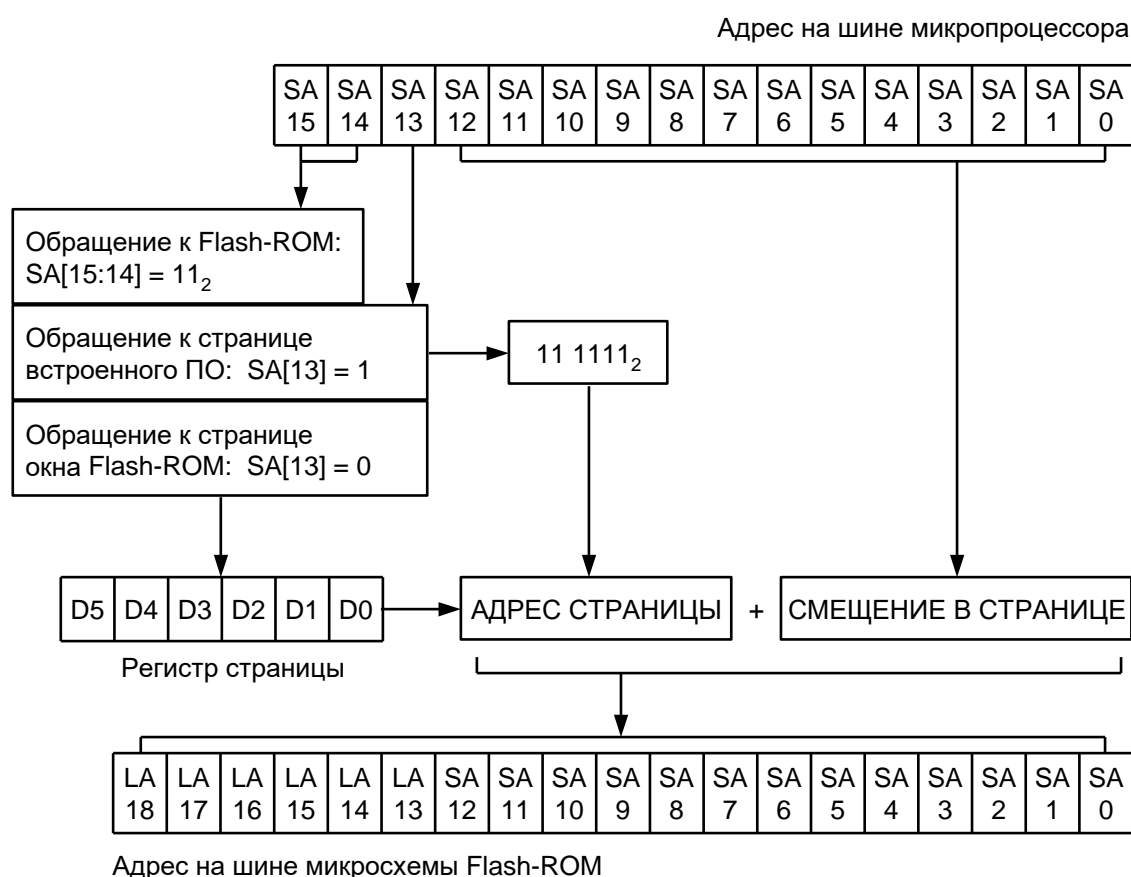 Адрес на шине микропроцессора
SA SA SA SA SA SA SA SA SA SA SA SA SA SA SA SA
15 14 13 12 11 10 9 8 7 6 5 4 3 2 1 0
Обращение к Flash-ROM:
SA[15:14] = 11₂
Обращение к странице
встроенного ПО: SA[13] = 1
11 1111₂
Обращение к странице
окна Flash-ROM: SA[13] = 0
D5 D4 D3 D2 D1 D0
АДРЕС СТРАНИЦЫ + СМЕЩЕНИЕ В СТРАНИЦЕ
Регистр страницы
LA LA LA LA LA LA SA SA SA SA SA SA SA SA SA SA SA SA SA
18 17 16 15 14 13 12 11 10 9 8 7 6 5 4 3 2 1 0
Адрес на шине микросхемы Flash-ROM